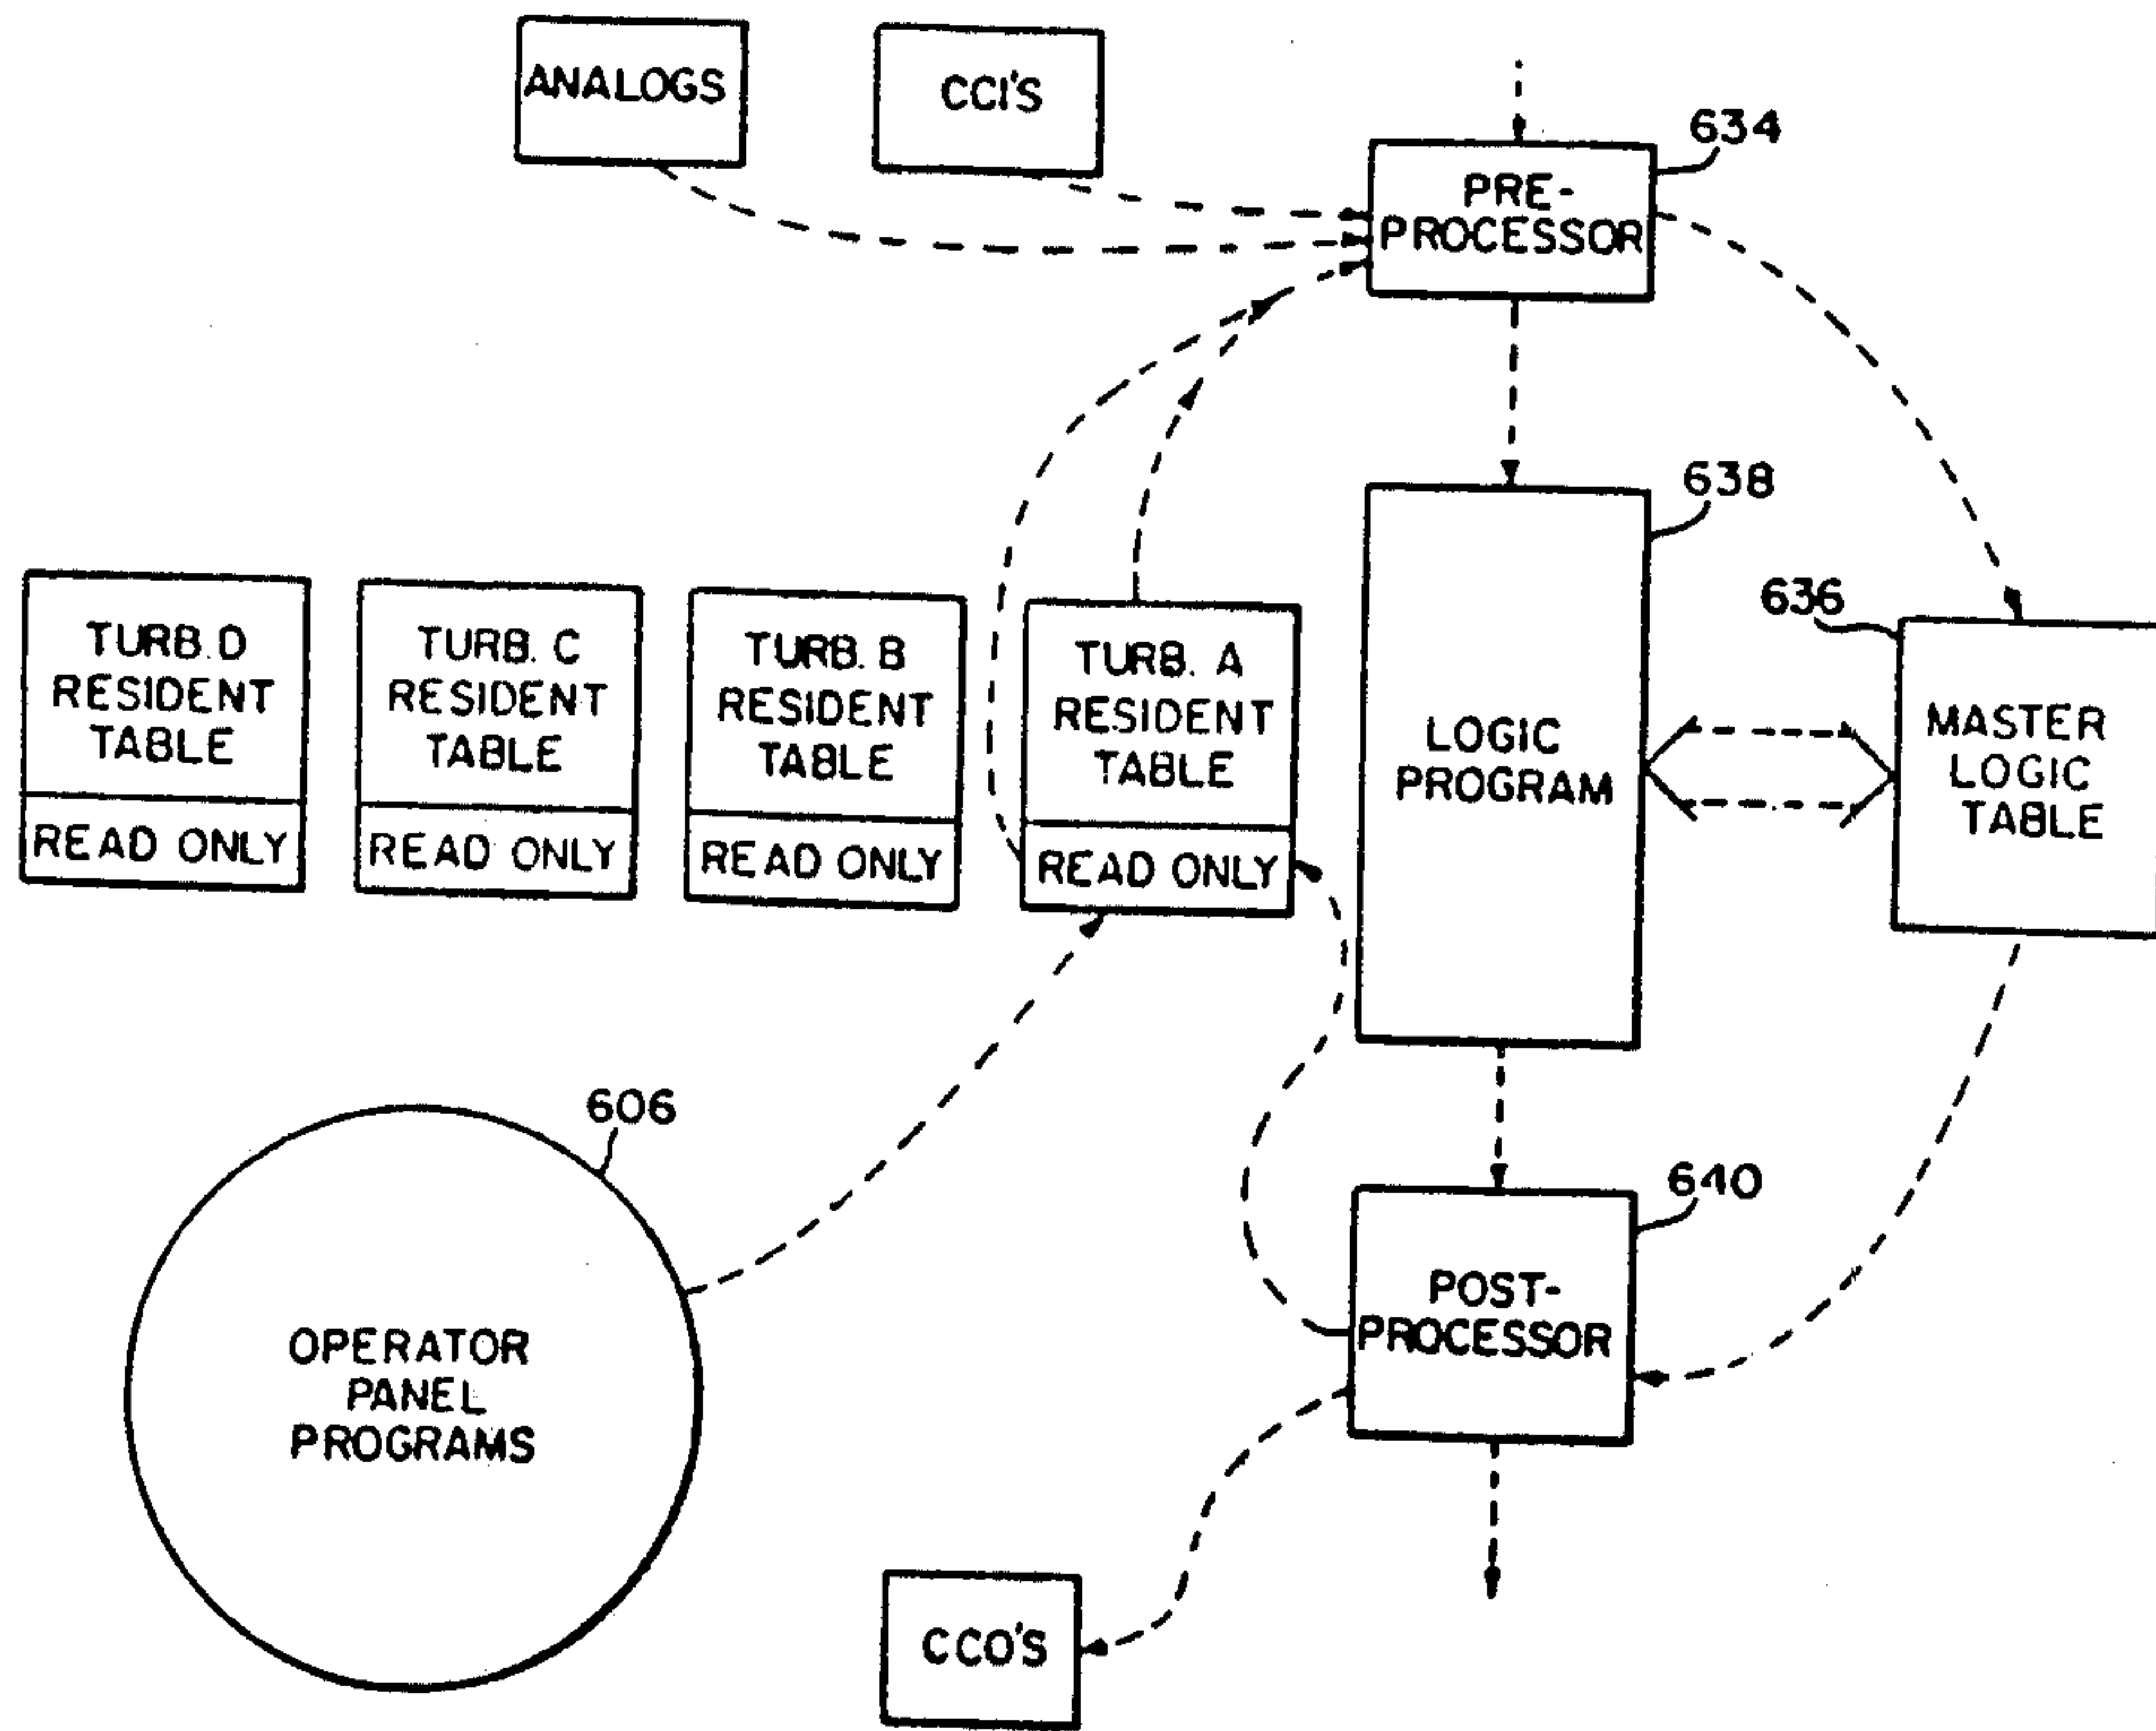 ANALOGS
CCI'S
634
PRE-
PROCESSOR
638
636
TURB. D
RESIDENT
TABLE
READ ONLY
TURB. C
RESIDENT
TABLE
READ ONLY
TURB. B
RESIDENT
TABLE
READ ONLY
TURB. A
RESIDENT
TABLE
READ ONLY
LOGIC
PROGRAM
MASTER
LOGIC
TABLE
606
OPERATOR
PANEL
PROGRAMS
640
POST-
PROCESSOR
CCO'S